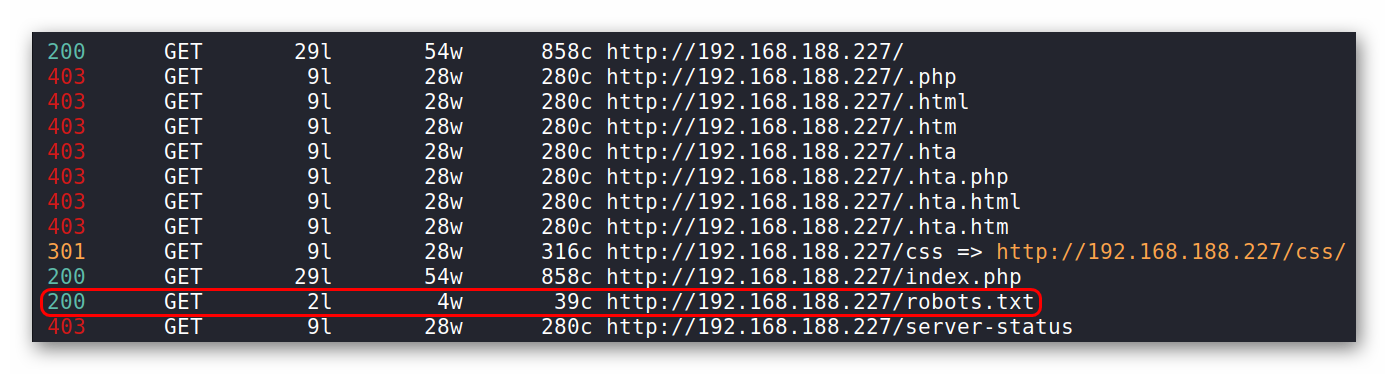 200 GET 29l 54w 858c http://192.168.188.227/
403 GET 9l 28w 280c http://192.168.188.227/.php
403 GET 9l 28w 280c http://192.168.188.227/.html
403 GET 9l 28w 280c http://192.168.188.227/.htm
403 GET 9l 28w 280c http://192.168.188.227/.hta
403 GET 9l 28w 280c http://192.168.188.227/.hta.php
403 GET 9l 28w 280c http://192.168.188.227/.hta.html
403 GET 9l 28w 280c http://192.168.188.227/.hta.htm
301 GET 9l 28w 316c http://192.168.188.227/css => http://192.168.188.227/css/
200 GET 29l 54w 858c http://192.168.188.227/index.php
200 GET 2l 4w 39c http://192.168.188.227/robots.txt
403 GET 9l 28w 280c http://192.168.188.227/server-status